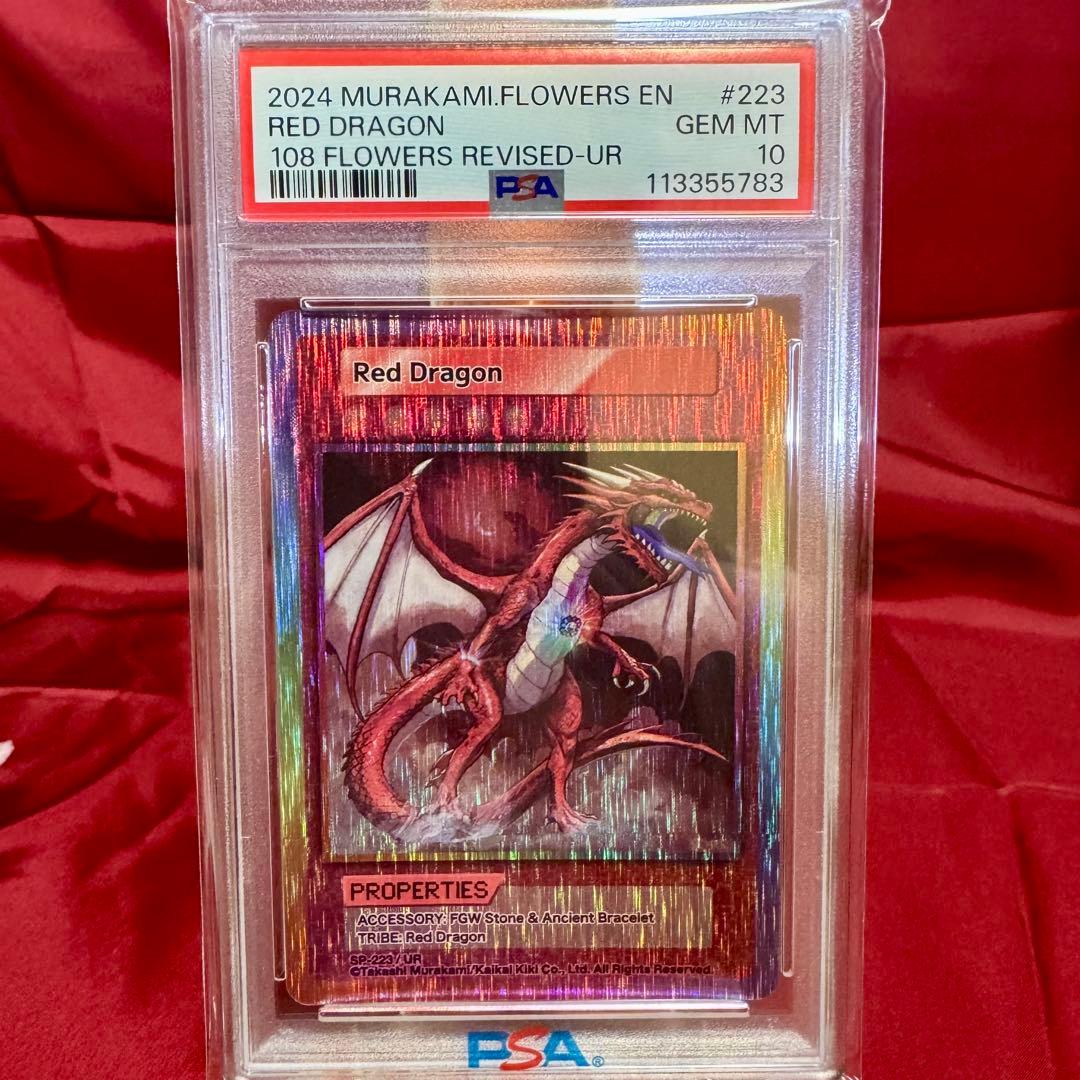 2024 MURAKAMI.FLOWERS EN #223
RED DRAGON GEM MT
108 FLOWERS REVISED-UR 10
PSA 113355783
Red Dragon
PROPERTIES
ACCESSORY: FGW Stone & Ancient Bracelet
TRIBE: Red Dragon
SP-223 / UR
©Takashi Murakami/Kaikai Kiki Co., Ltd. All Rights Reserved.
PSA®